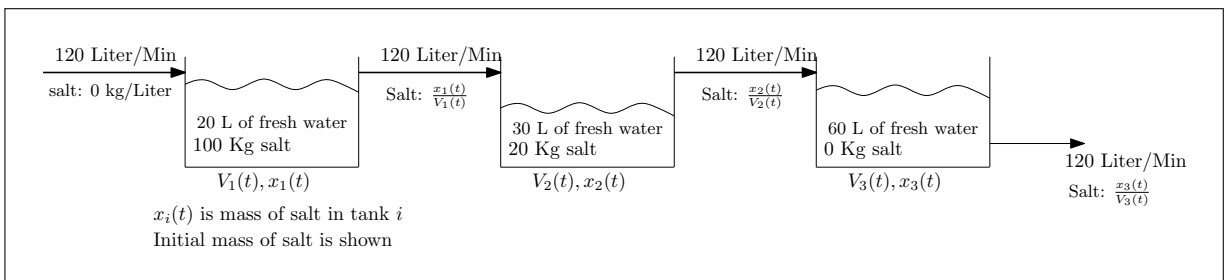 120 Liter/Min
salt: 0 kg/Liter
20 L of fresh water
100 Kg salt
V₁(t), x₁(t)
120 Liter/Min
Salt: x₁(t)/V₁(t)
30 L of fresh water
20 Kg salt
V₂(t), x₂(t)
120 Liter/Min
Salt: x₂(t)/V₂(t)
60 L of fresh water
0 Kg salt
V₃(t), x₃(t)
120 Liter/Min
Salt: x₃(t)/V₃(t)
xᵢ(t) is mass of salt in tank i
Initial mass of salt is shown